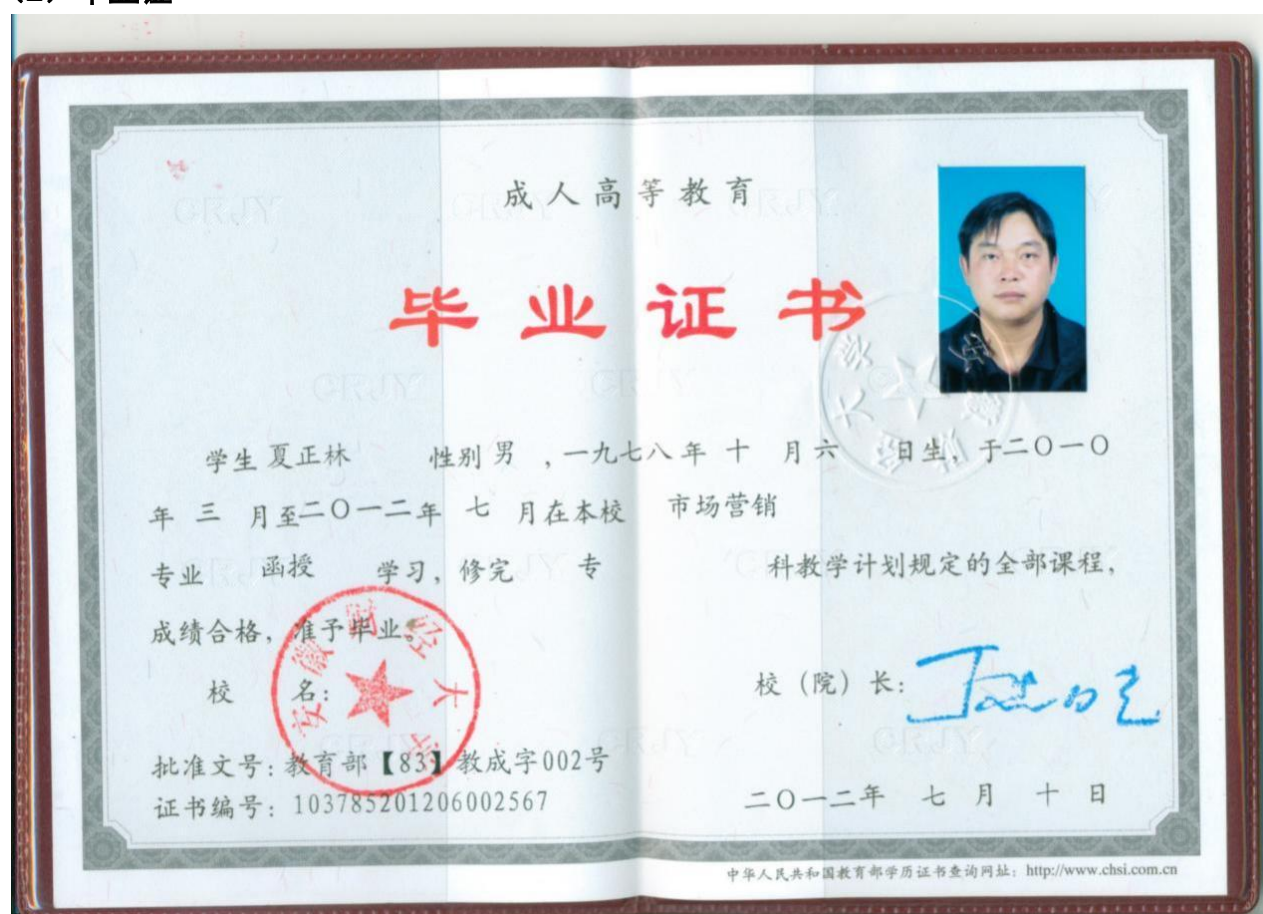 成人高等教育
毕业证书
学生 夏正林 性别 男 ，一九七八年 十 月 六 日生，于二〇一〇
年 三 月至二〇一二年 七 月在本校 市场营销
专业 函授 学习，修完 专 科教学计划规定的全部课程，
成绩合格，准予毕业。
校 名：
安徽财经大学
校（院）长：
批准文号：教育部【83】教成字002号
证书编号：103785201206002567
二〇一二年 七 月 十 日
中华人民共和国教育部学历证书查询网址：http://www.chsi.com.cn